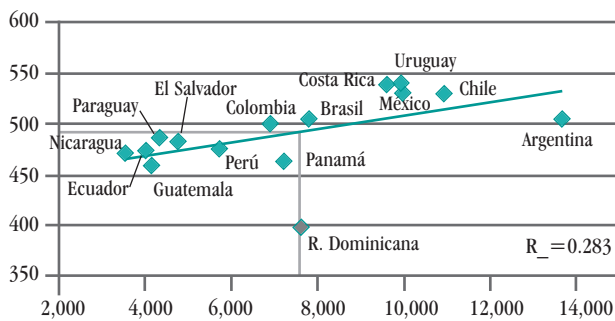 600
550
500
450
400
350
Uruguay
Costa Rica
Chile
México
El Salvador
Paraguay
Colombia
Brasil
Nicaragua
Argentina
Perú
Panamá
Ecuador
Guatemala
R. Dominicana
R_=0.283
2,000 4,000 6,000 8,000 10,000 12,000 14,000